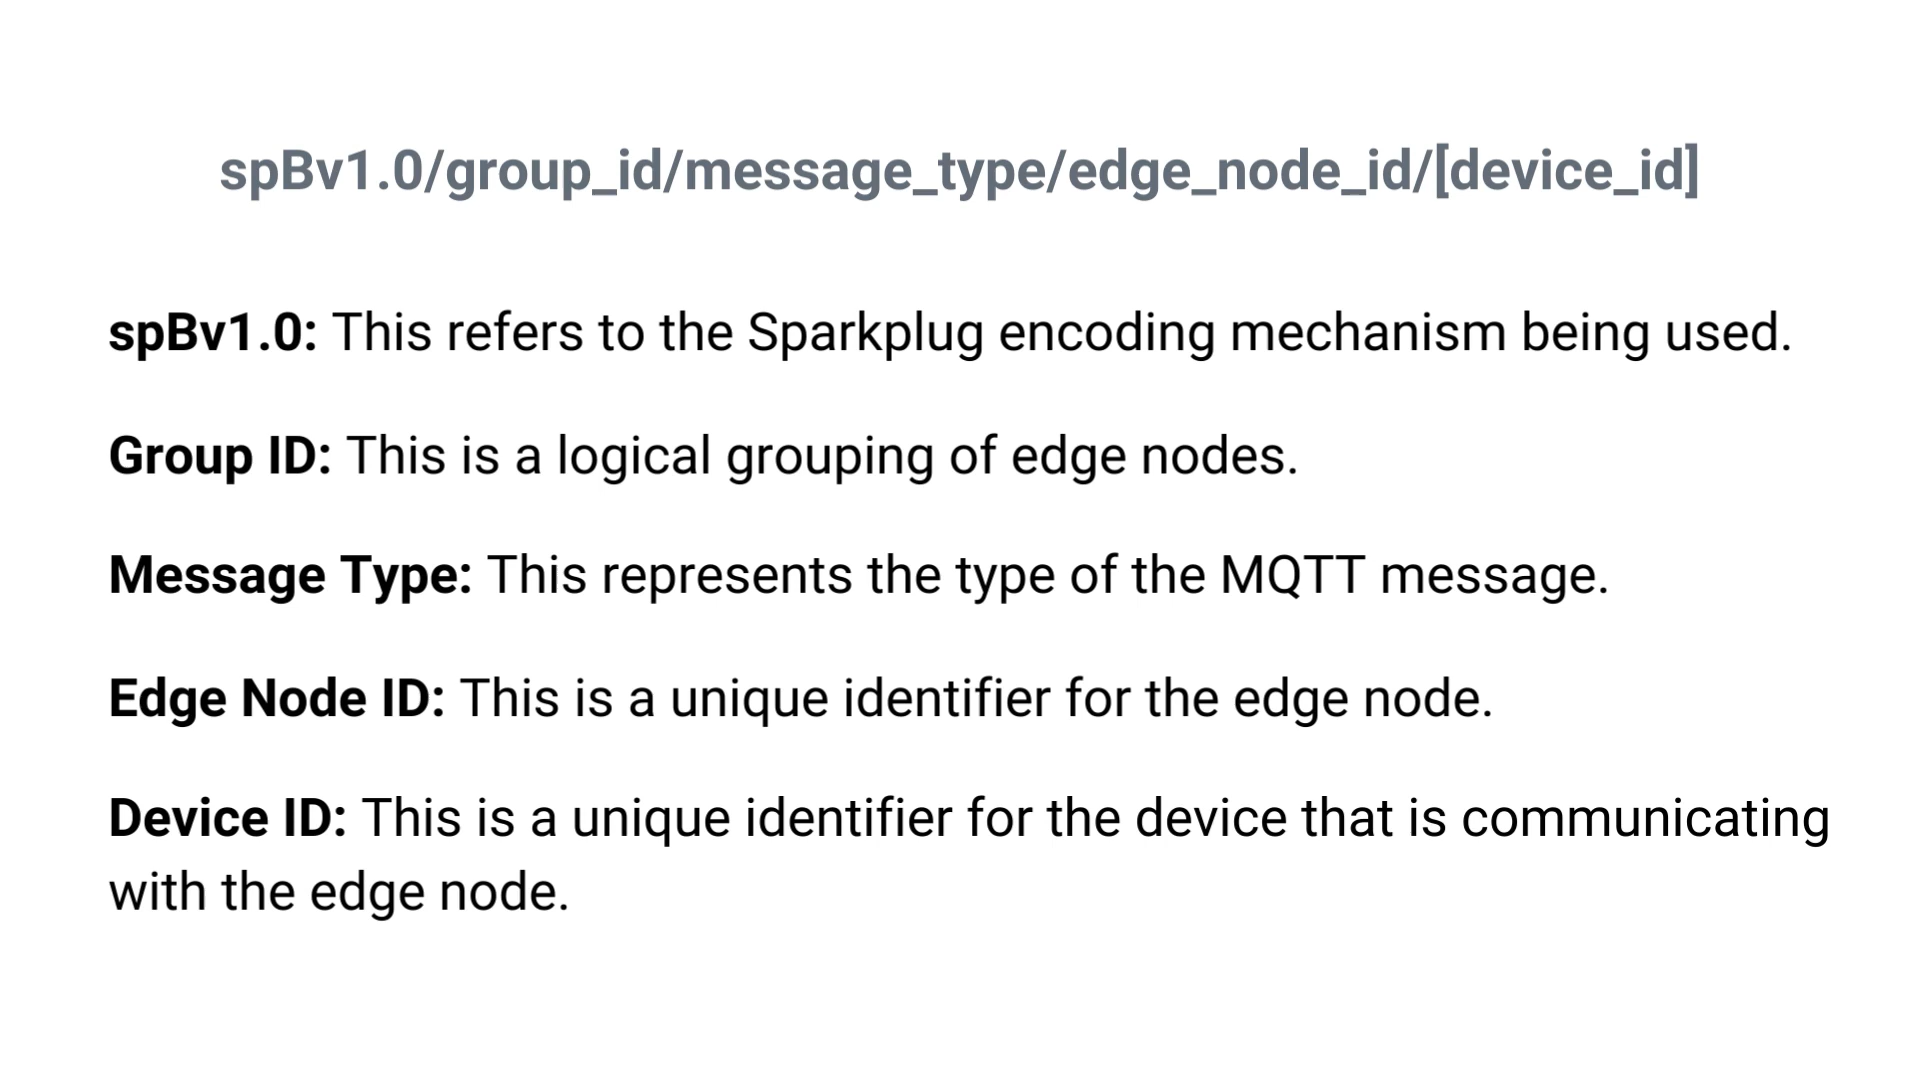 spBv1.0/group_id/message_type/edge_node_id/[device_id]
spBv1.0: This refers to the Sparkplug encoding mechanism being used.
Group ID: This is a logical grouping of edge nodes.
Message Type: This represents the type of the MQTT message.
Edge Node ID: This is a unique identifier for the edge node.
Device ID: This is a unique identifier for the device that is communicating
with the edge node.